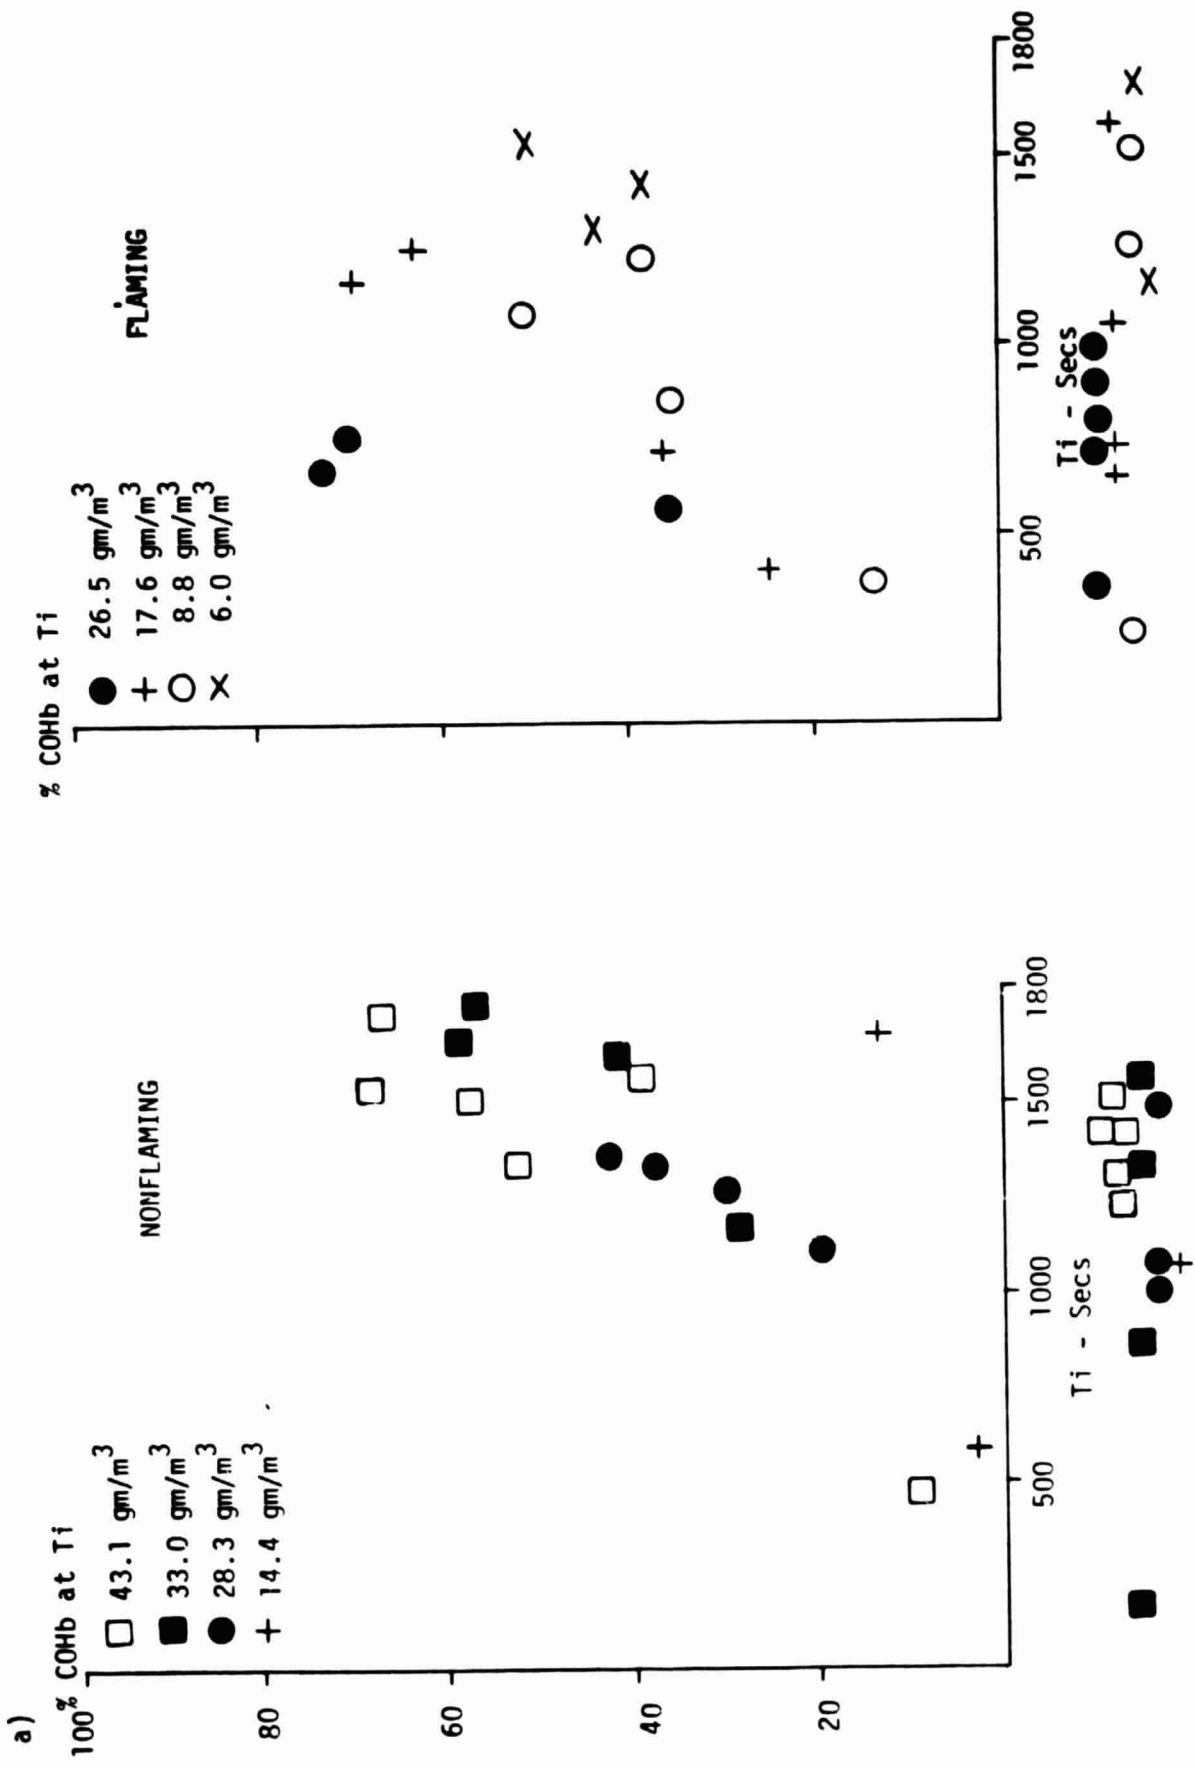 a)
% COHb at Ti
NONFLAMING
□ 43.1 gm/m³
■ 33.0 gm/m³
● 28.3 gm/m³
+ 14.4 gm/m³
100
80
60
40
20
500
1000
1500
1800
Ti - Secs
% COHb at Ti
FLAMING
● 26.5 gm/m³
+ 17.6 gm/m³
○ 8.8 gm/m³
× 6.0 gm/m³
500
1000
1500
1800
Ti - Secs